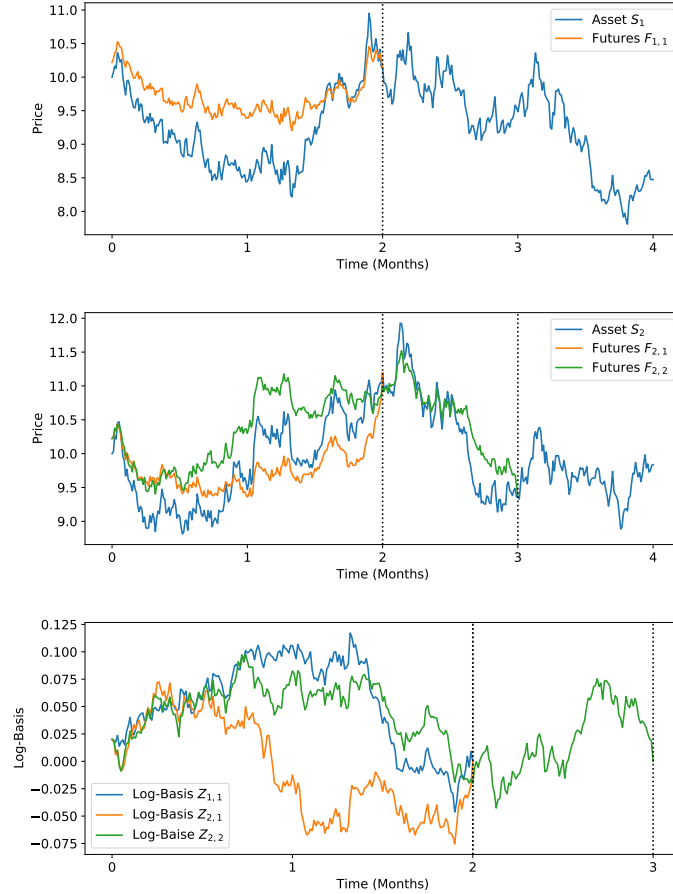 11.0
10.5
10.0
9.5
9.0
8.5
8.0
Price
Asset S₁
Futures F₁,₁
0 1 2 3 4
Time (Months)
12.0
11.5
11.0
10.5
10.0
9.5
9.0
Price
Asset S₂
Futures F₂,₁
Futures F₂,₂
0 1 2 3 4
Time (Months)
0.125
0.100
0.075
0.050
0.025
0.000
−0.025
−0.050
−0.075
Log-Basis
Log-Basis Z₁,₁
Log-Basis Z₂,₁
Log-Baise Z₂,₂
0 1 2 3
Time (Months)